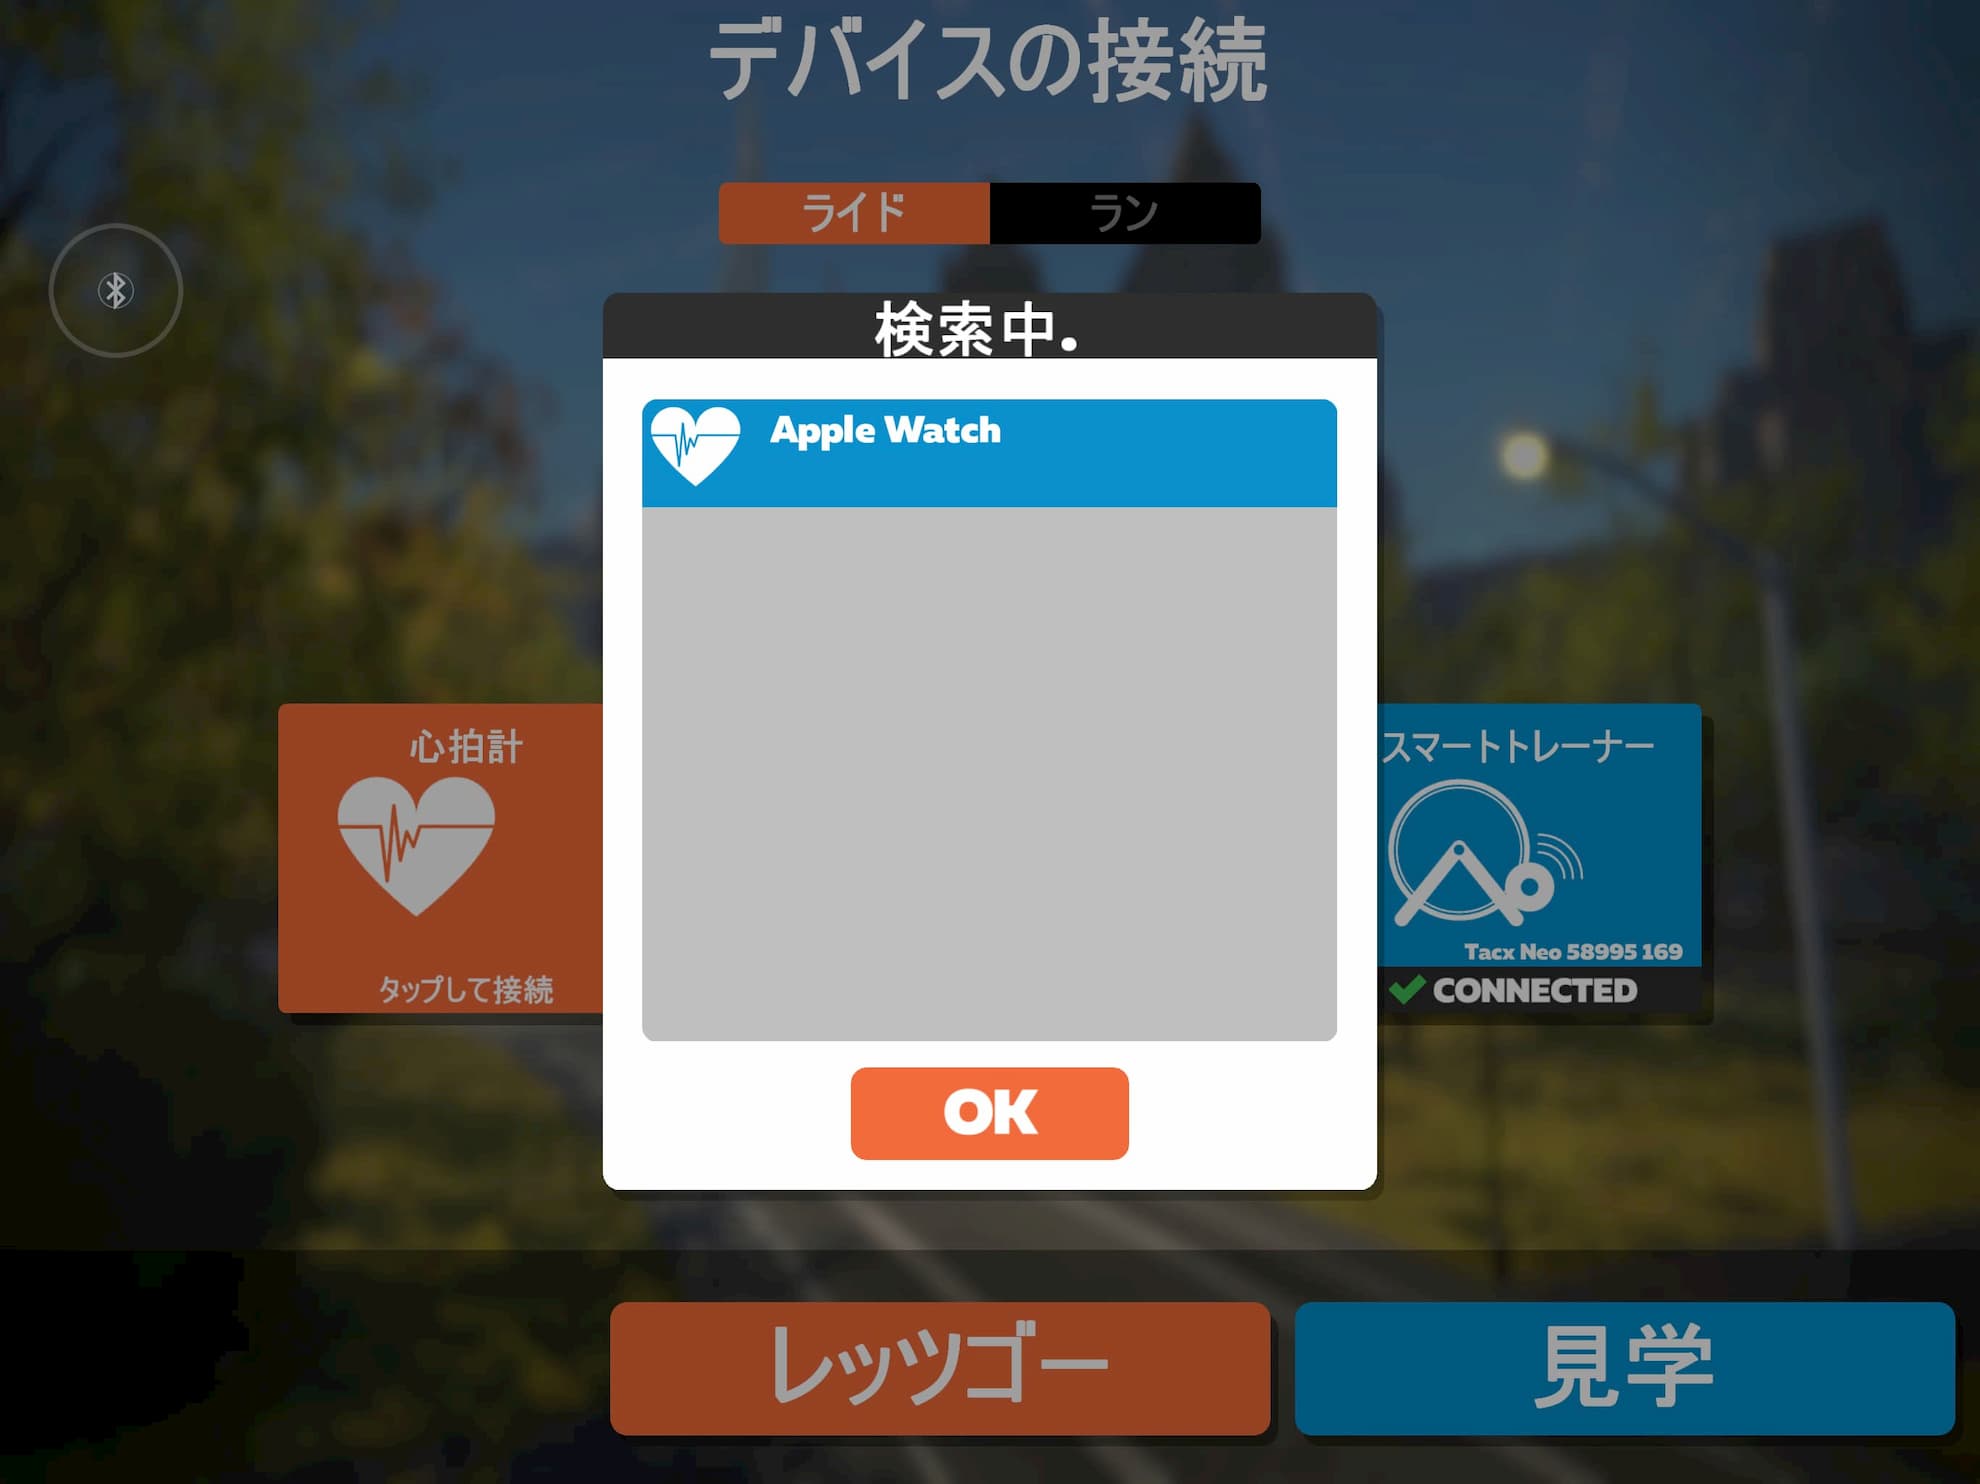 デバイスの接続
ライド
ラン
検索中.
Apple Watch
心拍計
タップして接続
スマートトレーナー
Tacx Neo 58995 169
CONNECTED
OK
レッツゴー
見学